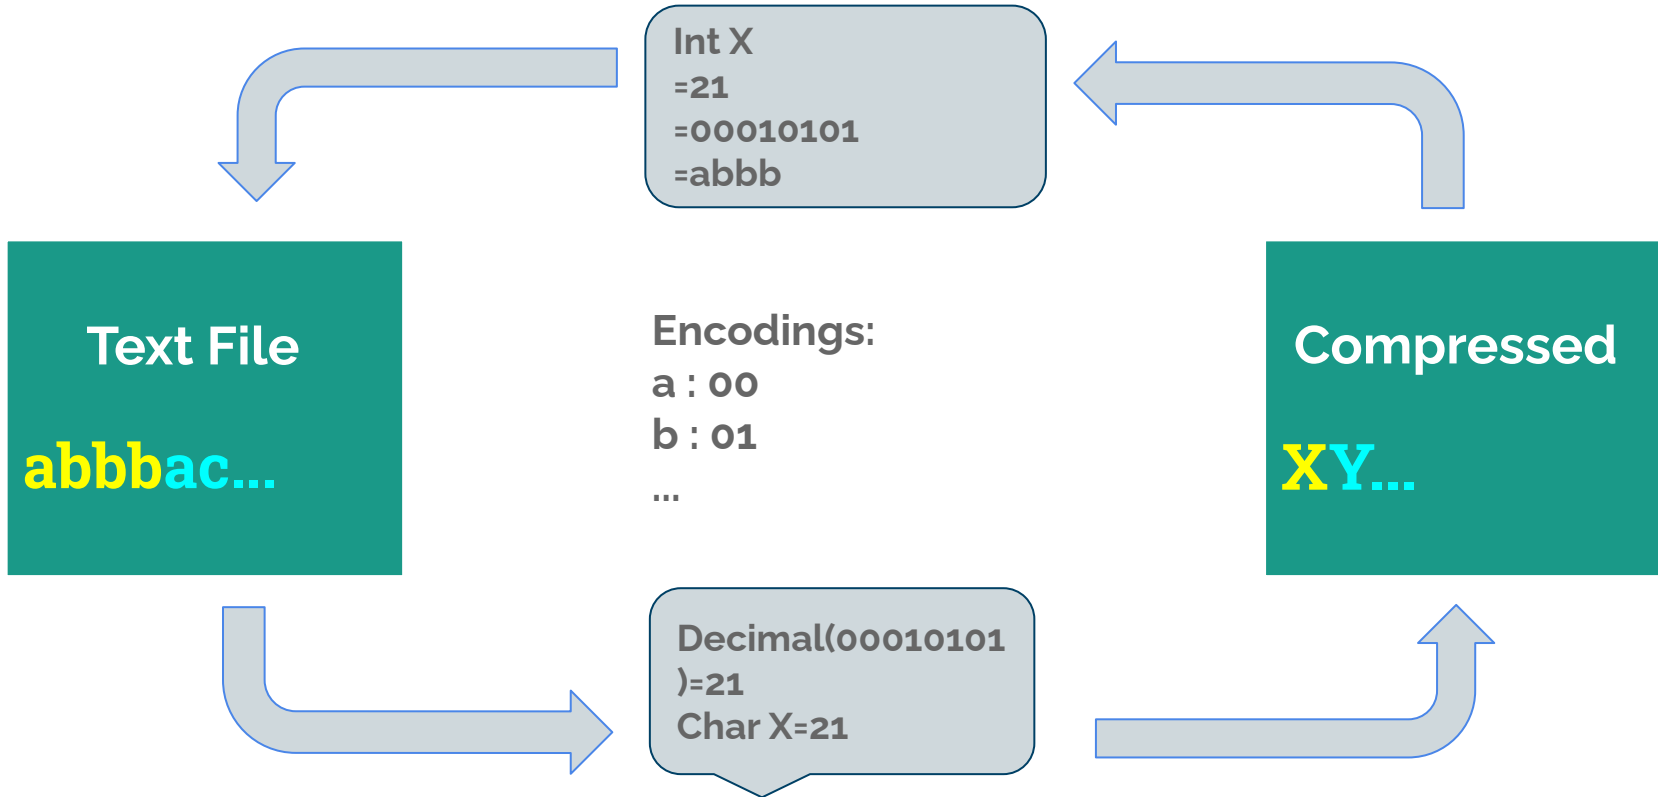 Int X
=21
=00010101
=abbb
Text File
abbbac...
Encodings:
a : 00
b : 01
...
Compressed
XY...
Decimal(00010101
)=21
Char X=21